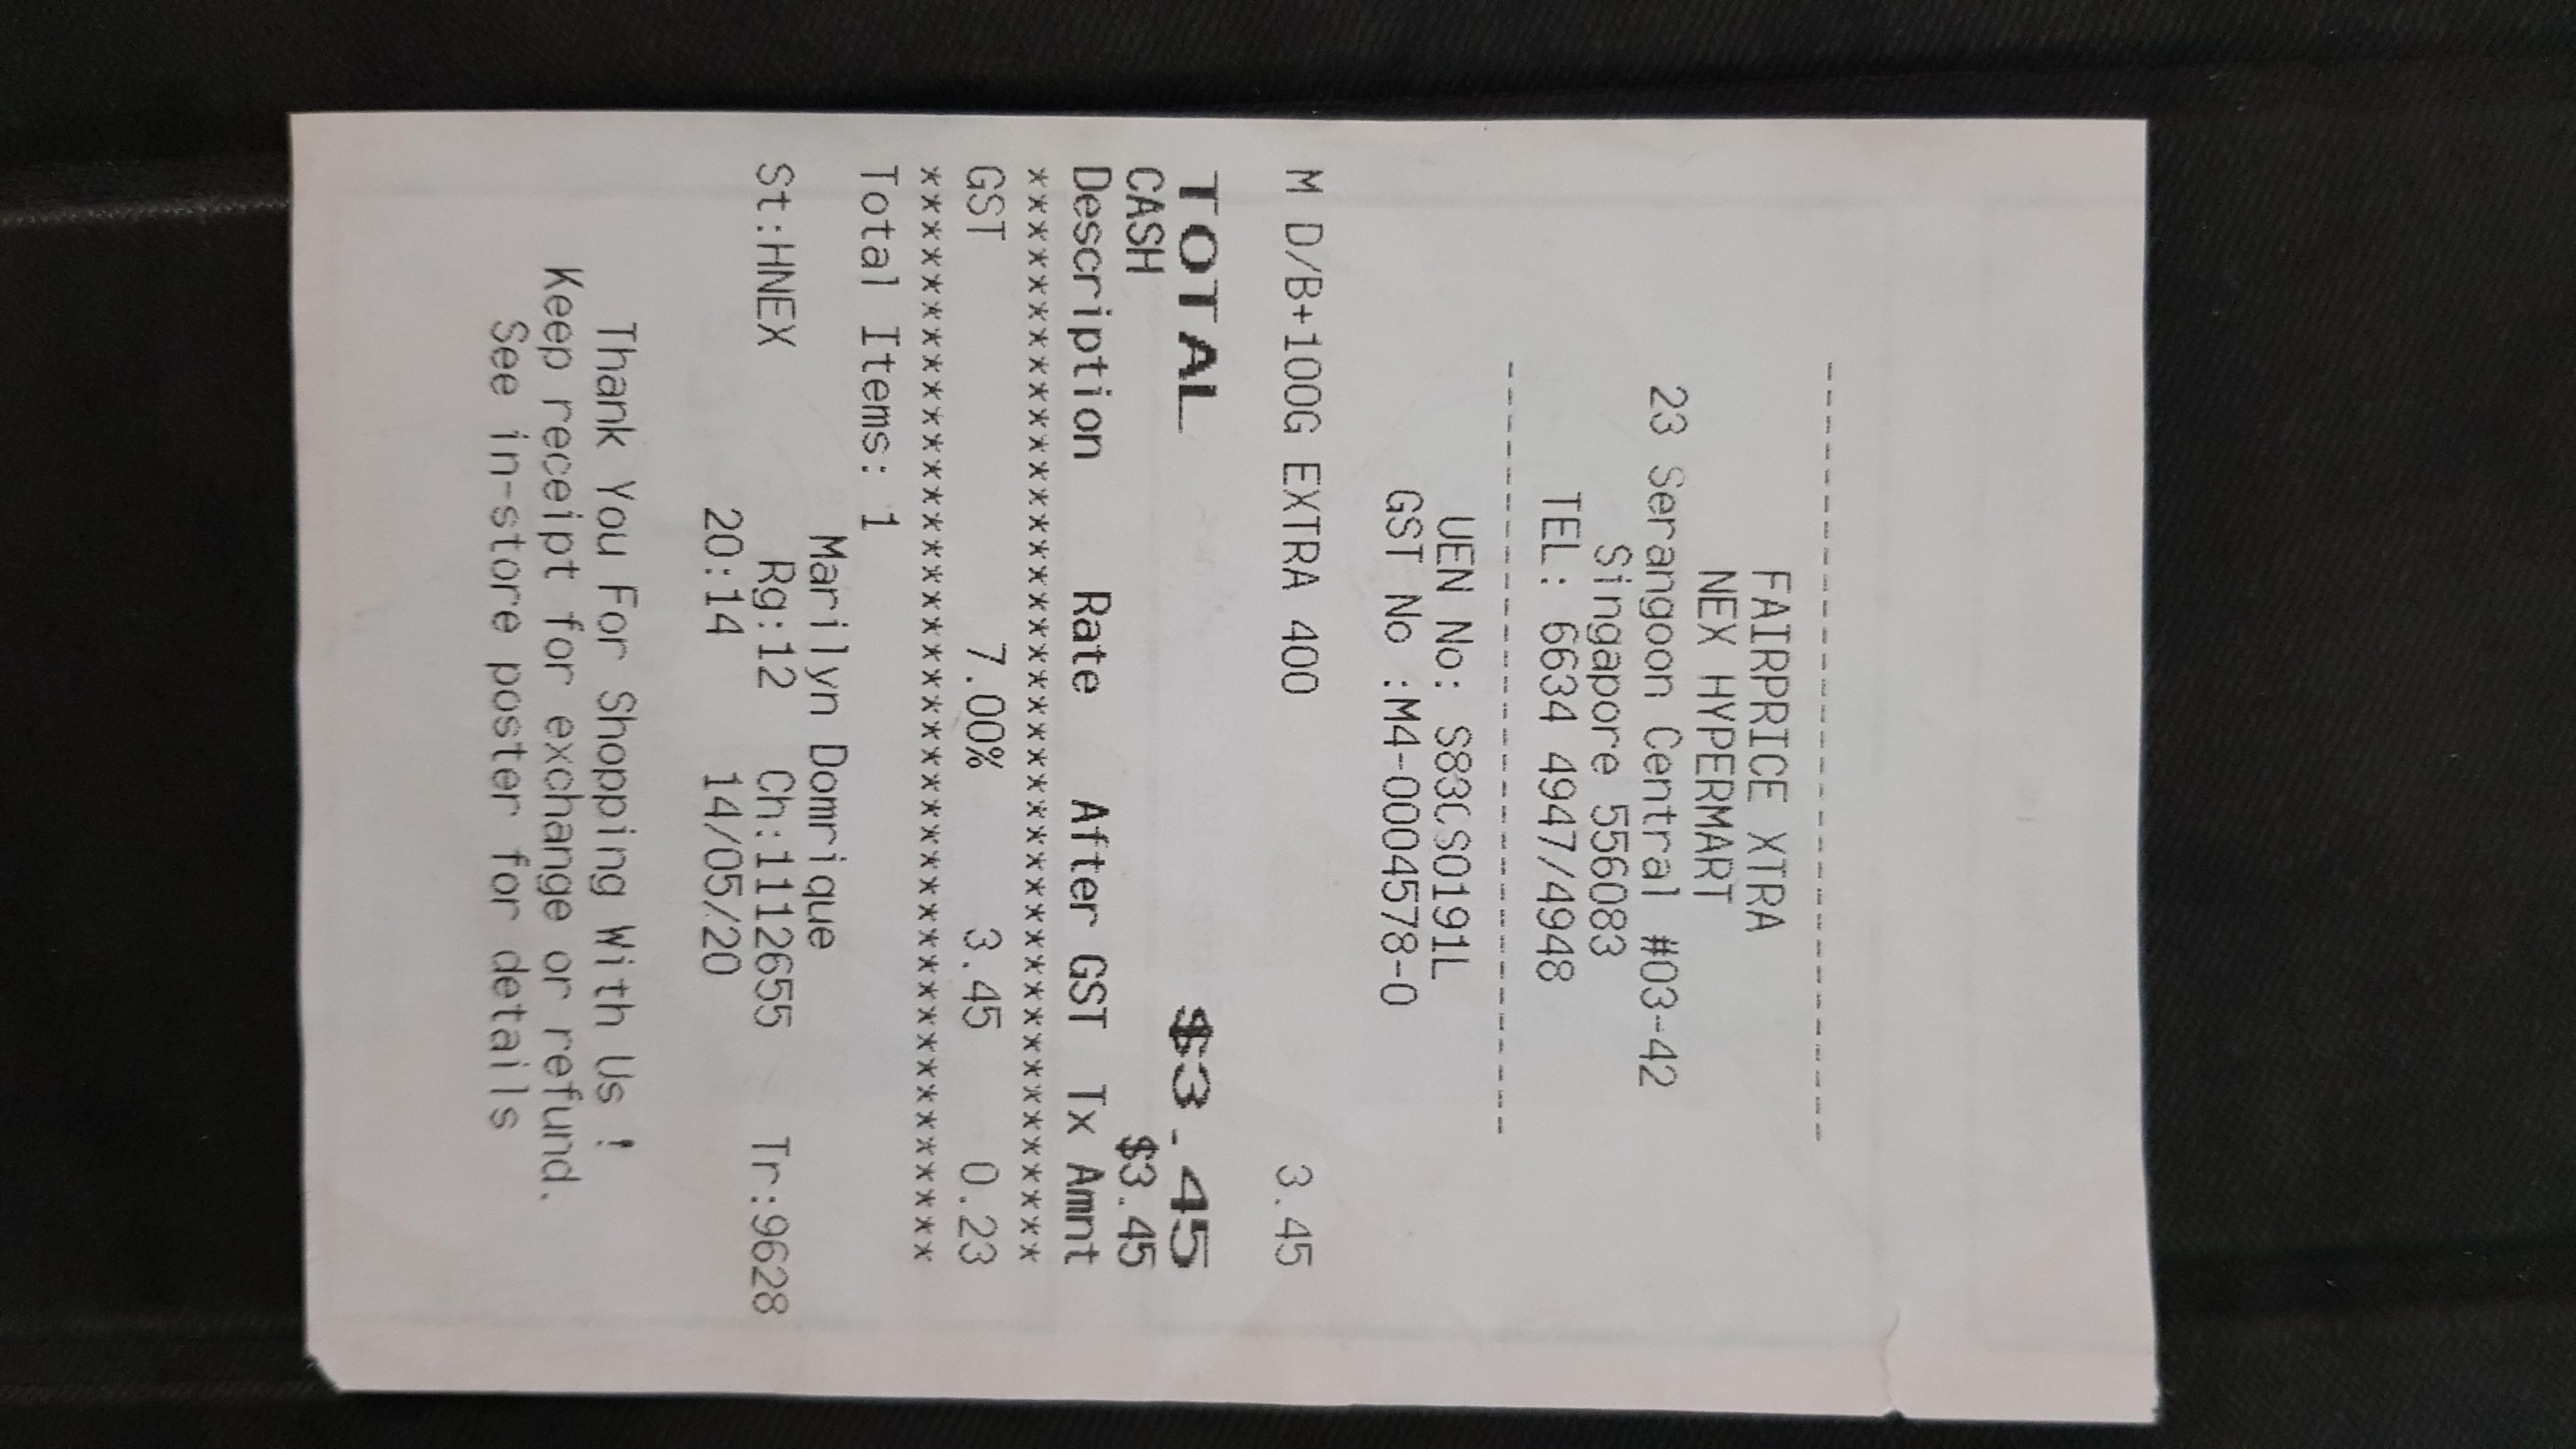 --------------------------------
FAIRPRICE XTRA
NEX HYPERMART
23 Serangoon Central #03-42
Singapore 556083
TEL: 6634 4947/4948
--------------------------------
UEN No: S83CS0191L
GST No :M4-0004578-0
M D/B+100G EXTRA 400 3.45
TOTAL $3.45
CASH $3.45
Description Rate After GST Tx Amnt
******************************************
GST 7.00% 3.45 0.23
******************************************
Total Items: 1
Marilyn Domrique
St:HNEX Rg:12 Ch:1112655 Tr:9628
20:14 14/05/20
Thank You For Shopping With Us !
Keep receipt for exchange or refund.
See in-store poster for details